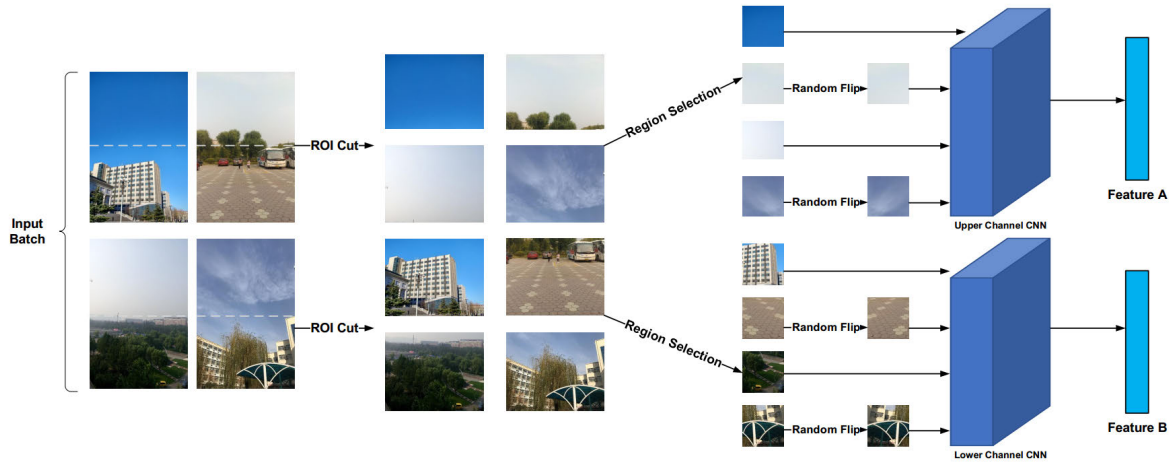 Input
Batch
ROI Cut
ROI Cut
Region Selection
Region Selection
Random Flip
Random Flip
Upper Channel CNN
Feature A
Random Flip
Random Flip
Lower Channel CNN
Feature B